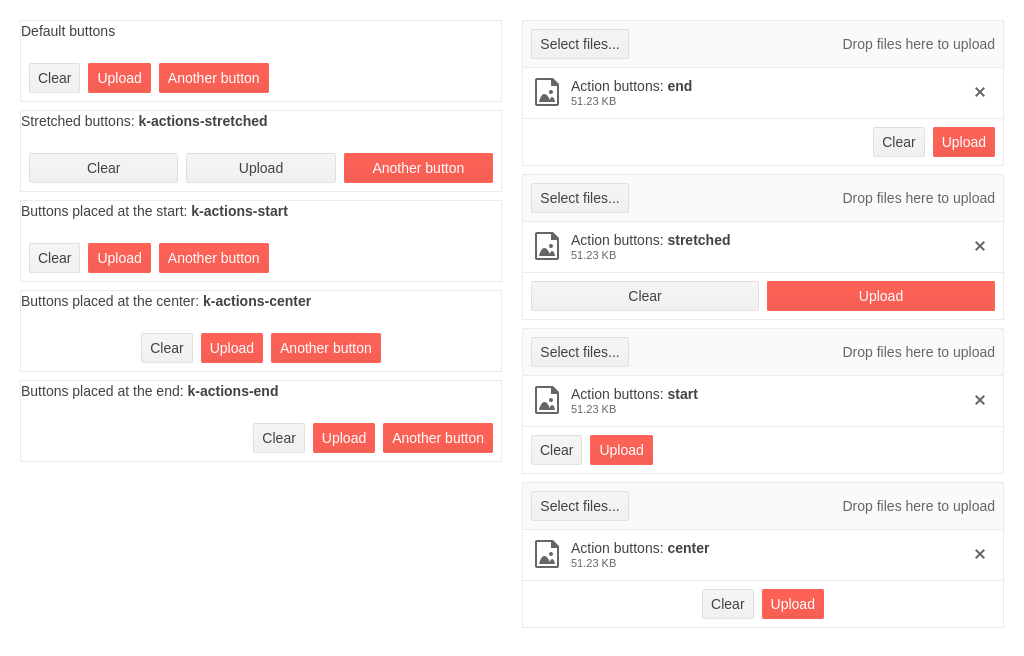 Default buttons
Clear Upload Another button
Stretched buttons: k-actions-stretched
Clear Upload Another button
Buttons placed at the start: k-actions-start
Clear Upload Another button
Buttons placed at the center: k-actions-center
Clear Upload Another button
Buttons placed at the end: k-actions-end
Clear Upload Another button
Select files... Drop files here to upload
Action buttons: end
51.23 KB
Clear Upload
Select files... Drop files here to upload
Action buttons: stretched
51.23 KB
Clear Upload
Select files... Drop files here to upload
Action buttons: start
51.23 KB
Clear Upload
Select files... Drop files here to upload
Action buttons: center
51.23 KB
Clear Upload